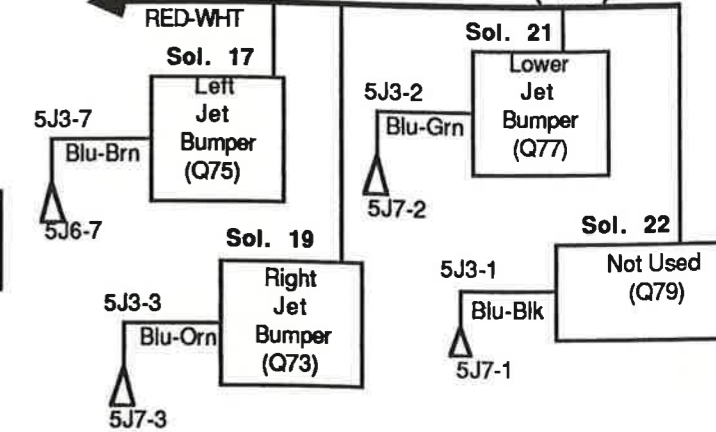 RED-WHT
Sol. 17
Left
Jet
Bumper
(Q75)
5J3-7
Blu-Brn
5J6-7
Sol. 21
Lower
Jet
Bumper
(Q77)
5J3-2
Blu-Grn
5J7-2
Sol. 19
Right
Jet
Bumper
(Q73)
5J3-3
Blu-Orn
5J7-3
Sol. 22
Not Used
(Q79)
5J3-1
Blu-Blk
5J7-1